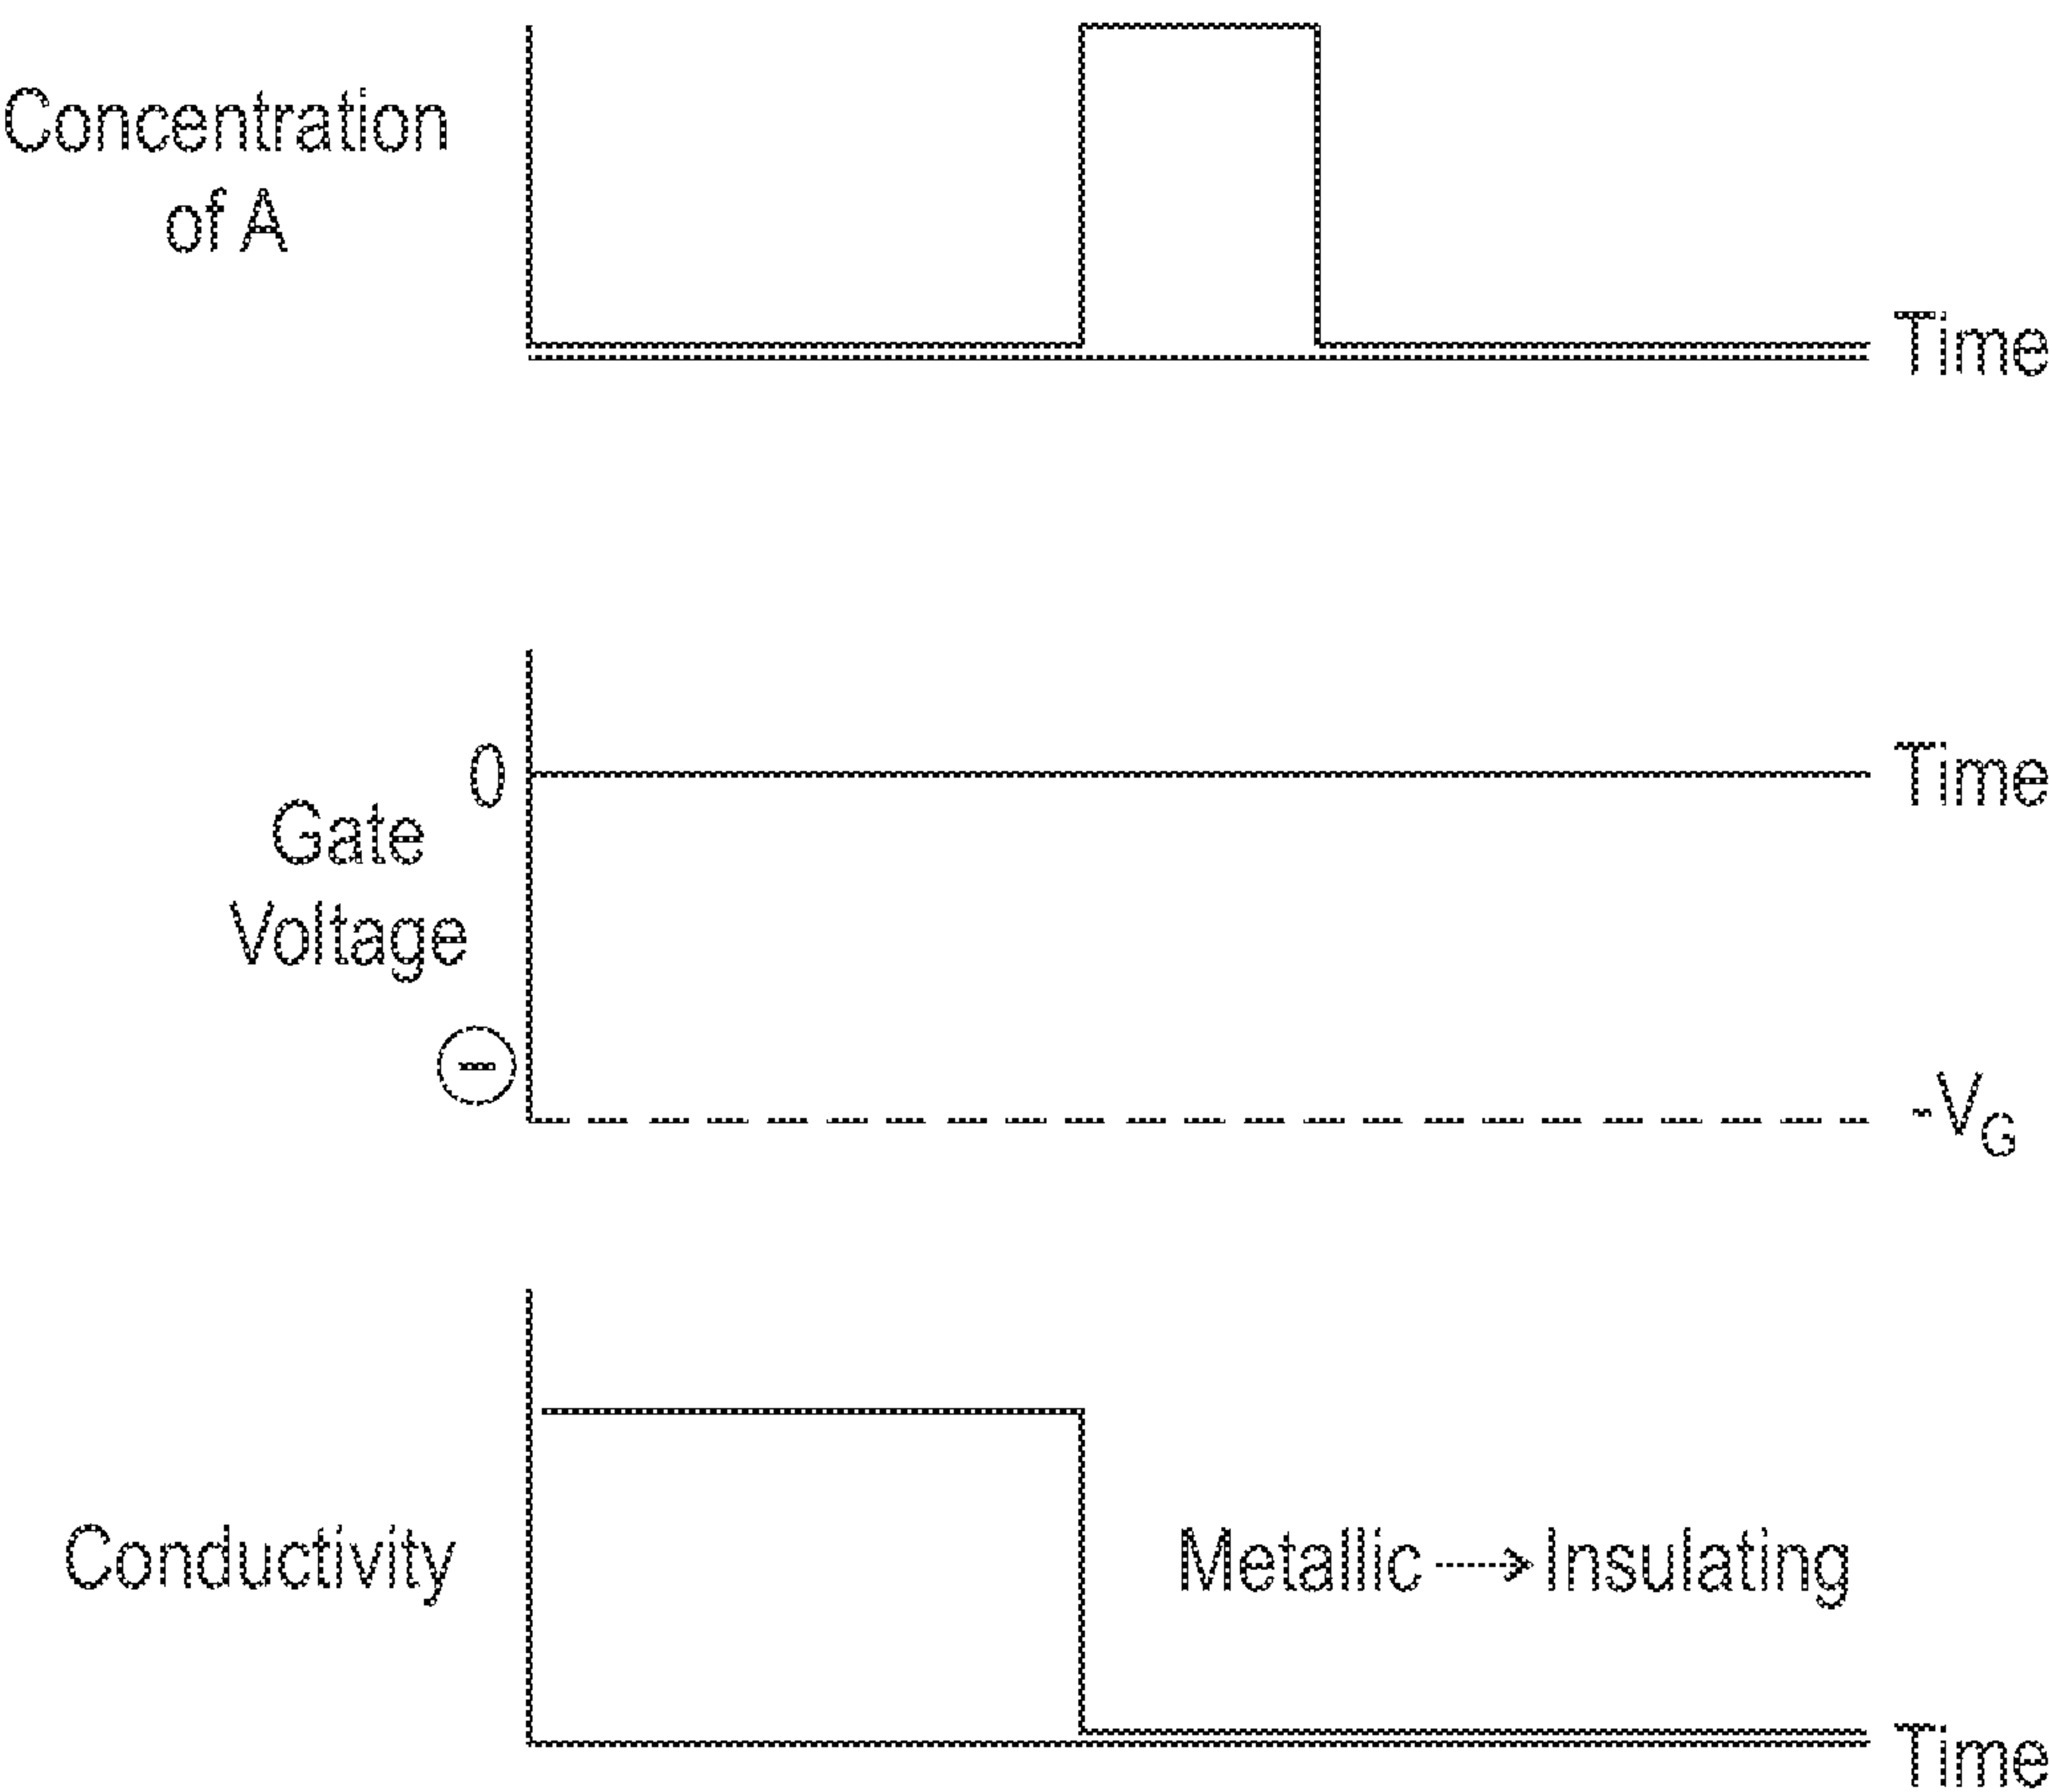 Concentration
of A
Time
0
Time
Gate
Voltage
-
-VG
Conductivity
Metallic → Insulating
Time